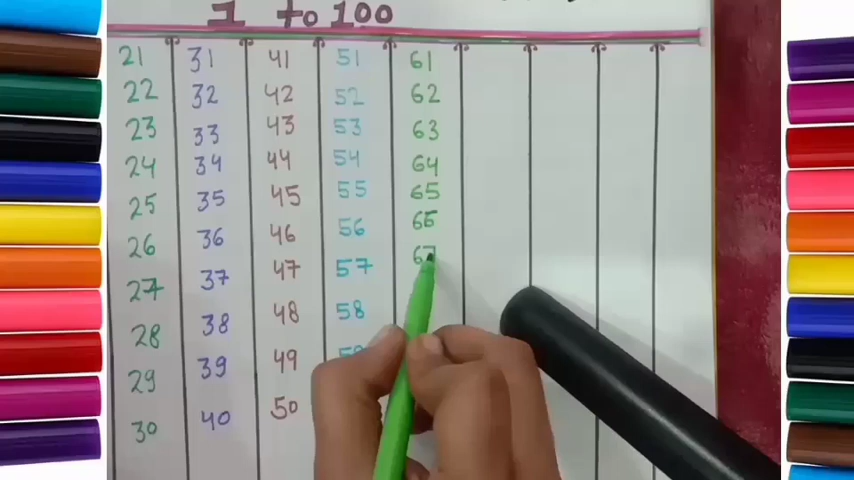 1 to 100
21 31 41 51 61
22 32 42 52 62
23 33 43 53 63
24 34 44 54 64
25 35 45 55 65
26 36 46 56 66
27 37 47 57 67
28 38 48 58
29 39 49
30 40 50